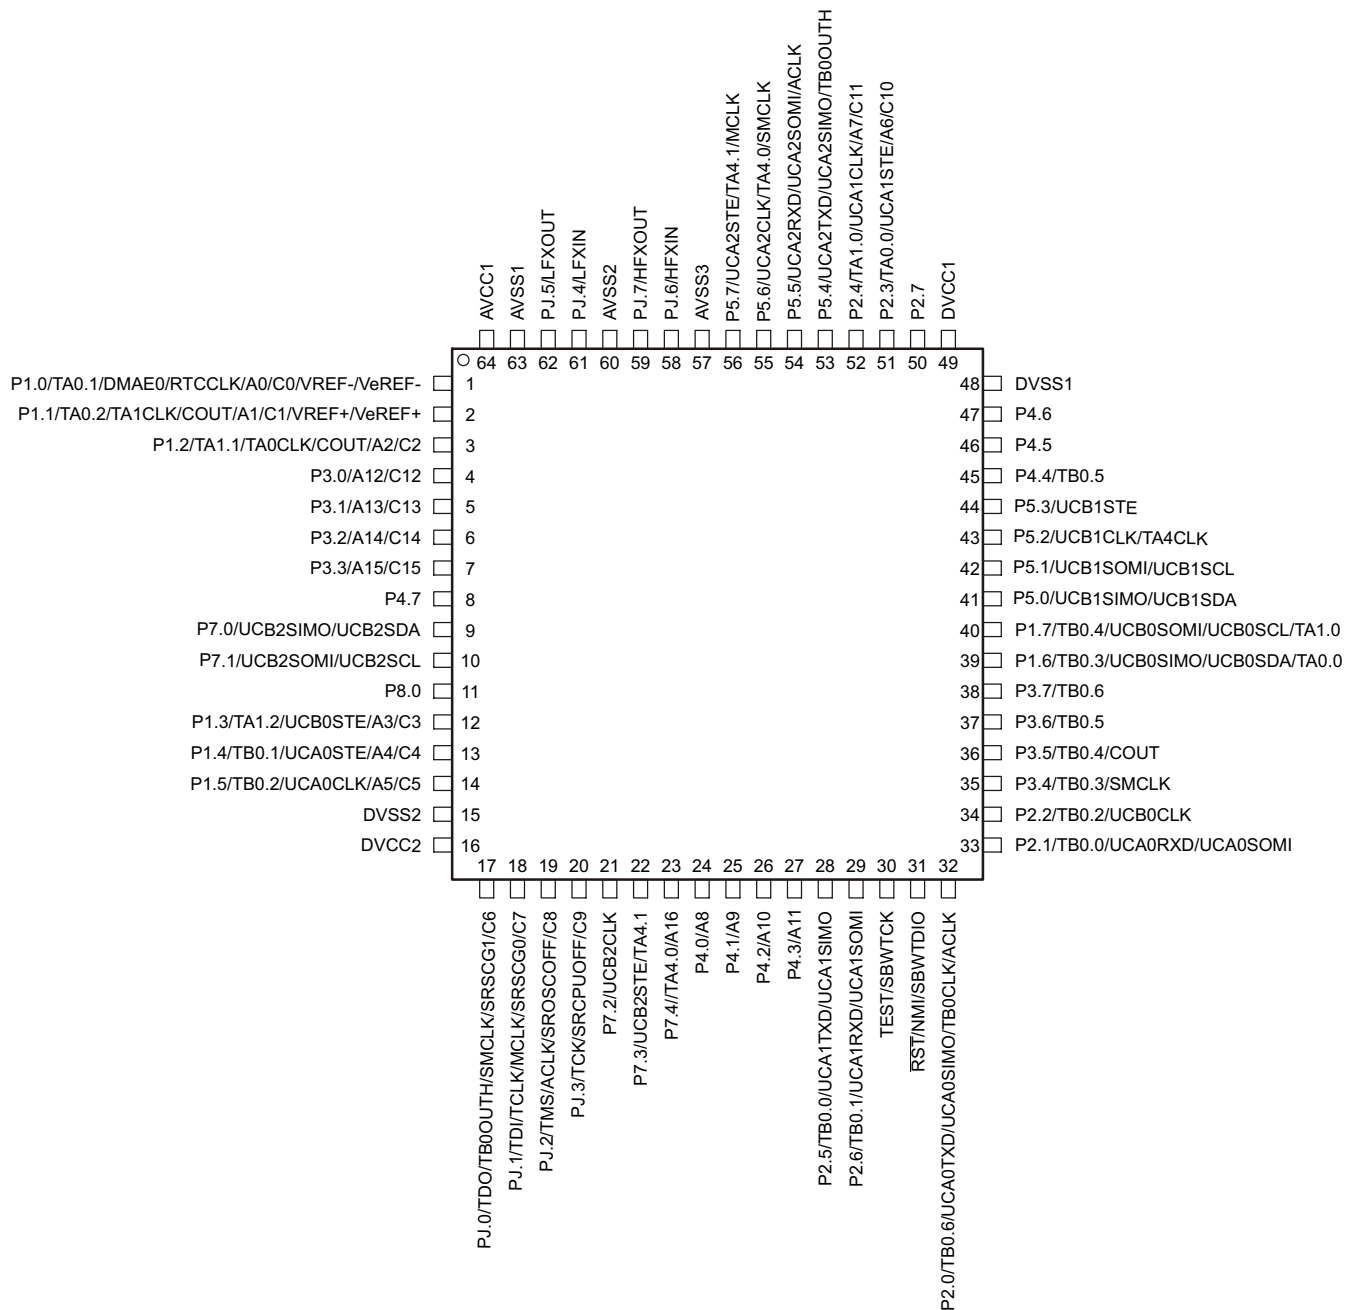 P5.7/UCA2STE/TA4.1/MCLK
P5.6/UCA2CLK/TA4.0/SMCLK
P5.5/UCA2RXD/UCA2SOMI/ACLK
P5.4/UCA2TXD/UCA2SIMO/TB0OUTH
P2.4/TA1.0/UCA1CLK/A7/C11
P2.3/TA0.0/UCA1STE/A6/C10
AVCC1
AVSS1
PJ.5/LFXOUT
PJ.4/LFXIN
AVSS2
PJ.7/HFXOUT
PJ.6/HFXIN
AVSS3
P2.7
DVCC1
64 63 62 61 60 59 58 57 56 55 54 53 52 51 50 49
P1.0/TA0.1/DMAE0/RTCCLK/A0/C0/VREF-/VeREF- 1
48 DVSS1
P1.1/TA0.2/TA1CLK/COUT/A1/C1/VREF+/VeREF+ 2
47 P4.6
P1.2/TA1.1/TA0CLK/COUT/A2/C2 3
46 P4.5
P3.0/A12/C12 4
45 P4.4/TB0.5
P3.1/A13/C13 5
44 P5.3/UCB1STE
P3.2/A14/C14 6
43 P5.2/UCB1CLK/TA4CLK
P3.3/A15/C15 7
42 P5.1/UCB1SOMI/UCB1SCL
P4.7 8
41 P5.0/UCB1SIMO/UCB1SDA
P7.0/UCB2SIMO/UCB2SDA 9
40 P1.7/TB0.4/UCB0SOMI/UCB0SCL/TA1.0
P7.1/UCB2SOMI/UCB2SCL 10
39 P1.6/TB0.3/UCB0SIMO/UCB0SDA/TA0.0
P8.0 11
38 P3.7/TB0.6
P1.3/TA1.2/UCB0STE/A3/C3 12
37 P3.6/TB0.5
P1.4/TB0.1/UCA0STE/A4/C4 13
36 P3.5/TB0.4/COUT
P1.5/TB0.2/UCA0CLK/A5/C5 14
35 P3.4/TB0.3/SMCLK
DVSS2 15
34 P2.2/TB0.2/UCB0CLK
DVCC2 16
33 P2.1/TB0.0/UCA0RXD/UCA0SOMI
17 18 19 20 21 22 23 24 25 26 27 28 29 30 31 32
PJ.0/TDO/TB0OUTH/SMCLK/SRSCG1/C6
PJ.1/TDI/TCLK/MCLK/SRSCG0/C7
PJ.2/TMS/ACLK/SROSCOFF/C8
PJ.3/TCK/SRCPUOFF/C9
P7.2/UCB2CLK
P7.3/UCB2STE/TA4.1
P7.4//TA4.0/A16
P4.0/A8
P4.1/A9
P4.2/A10
P4.3/A11
P2.5/TB0.0/UCA1TXD/UCA1SIMO
P2.6/TB0.1/UCA1RXD/UCA1SOMI
TEST/SBWTCK
RST/NMI/SBWTDIO
P2.0/TB0.6/UCA0TXD/UCA0SIMO/TB0CLK/ACLK